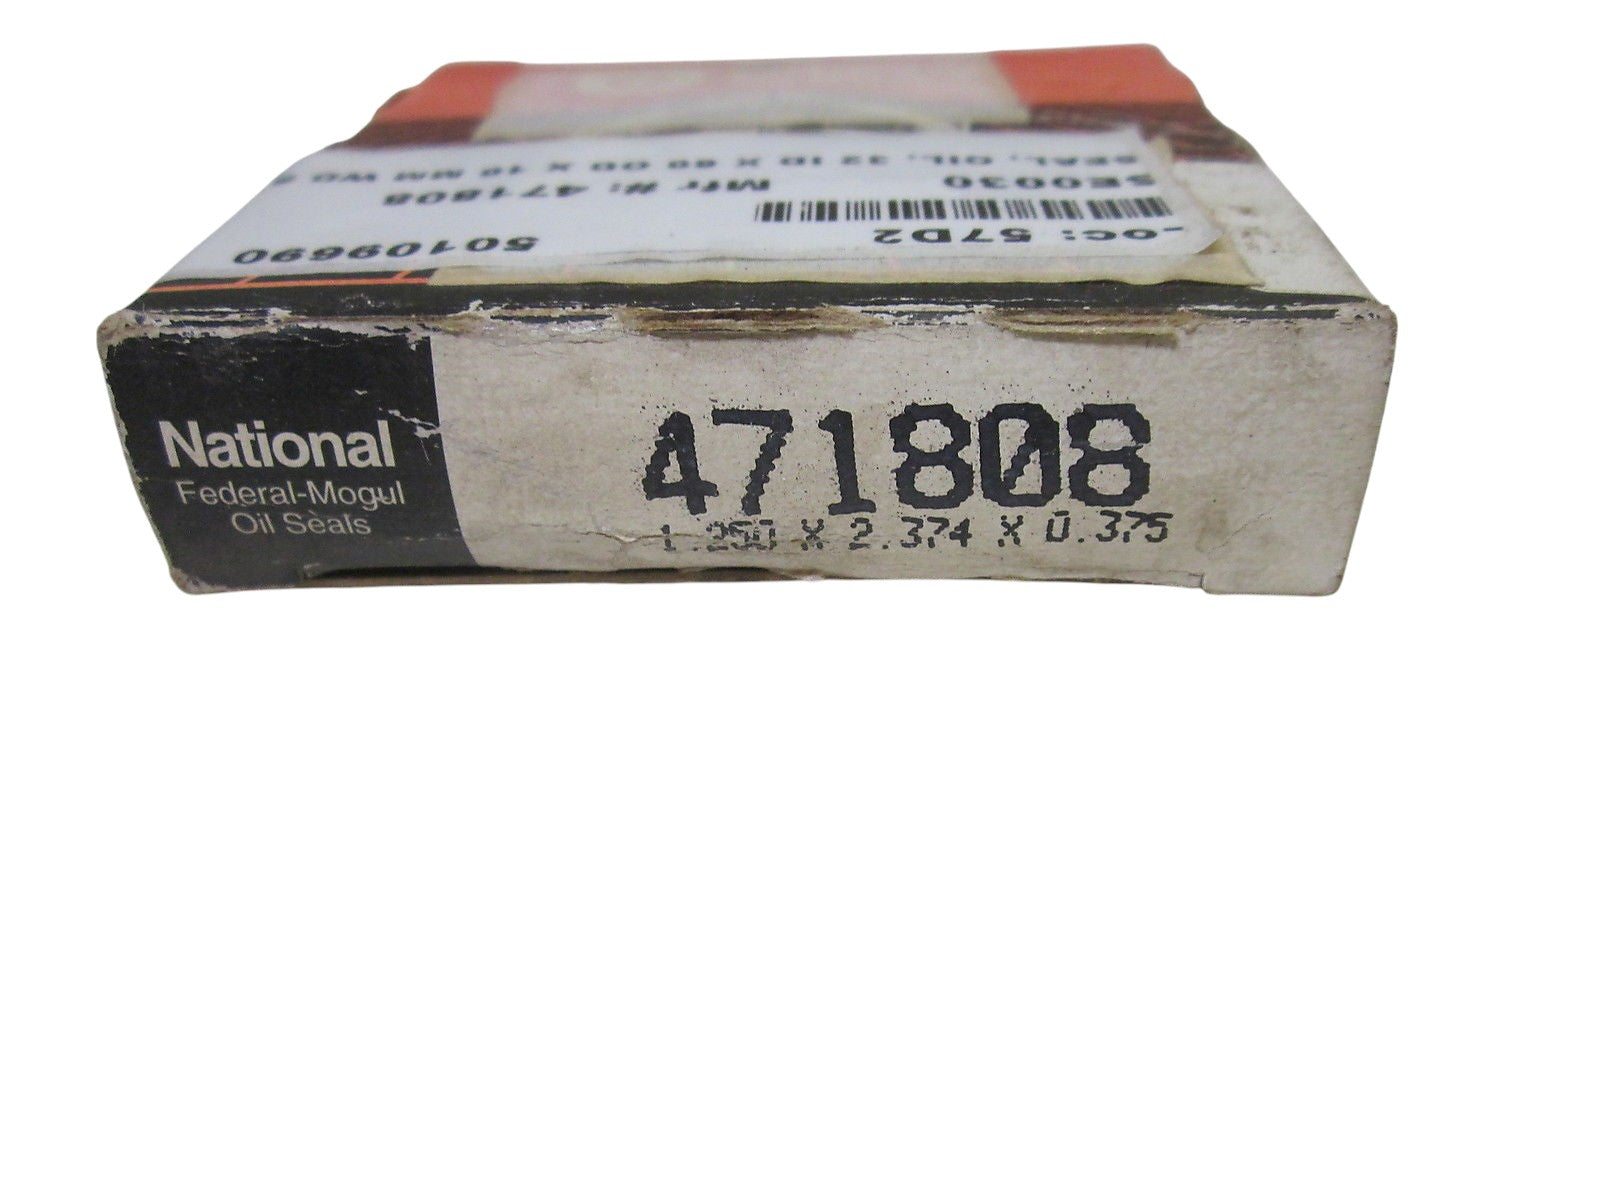 National
Federal-Mogul
Oil Seals
471808
1.250 X 2.374 X 0.375
Loc: 57D2 50109690
SE0030 Mfr #: 471808
SEAL, OIL, 32 ID X 60 OD X 10 MM WD